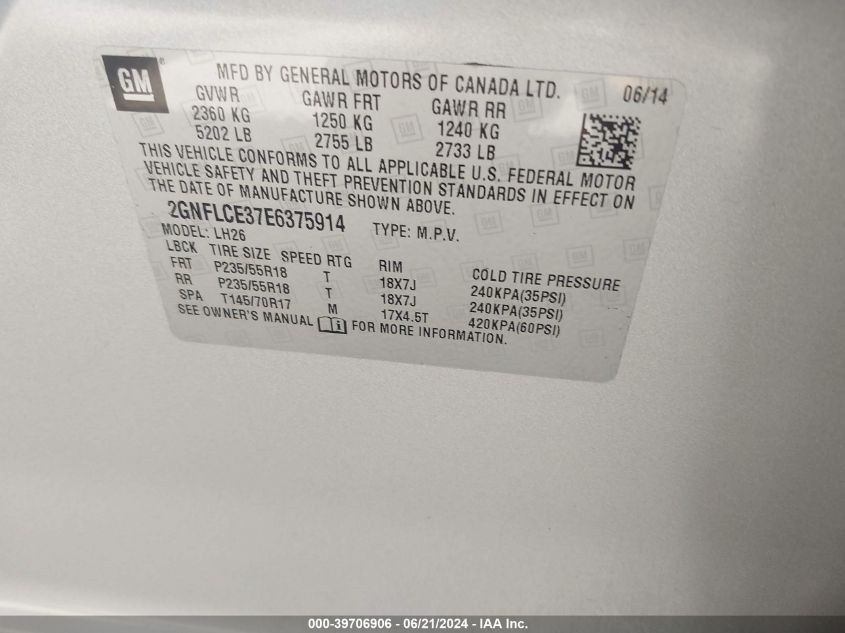 GM ®
MFD BY GENERAL MOTORS OF CANADA LTD. 06/14
GVWR GAWR FRT GAWR RR
2360 KG 1250 KG 1240 KG
5202 LB 2755 LB 2733 LB
THIS VEHICLE CONFORMS TO ALL APPLICABLE U.S. FEDERAL MOTOR
VEHICLE SAFETY AND THEFT PREVENTION STANDARDS IN EFFECT ON
THE DATE OF MANUFACTURE SHOWN ABOVE.
2GNFLCE37E6375914 TYPE: M.P.V.
MODEL: LH26
LBCK TIRE SIZE SPEED RTG RIM COLD TIRE PRESSURE
FRT P235/55R18 T 18X7J 240KPA(35PSI)
RR P235/55R18 T 18X7J 240KPA(35PSI)
SPA T145/70R17 M 17X4.5T 420KPA(60PSI)
SEE OWNER'S MANUAL FOR MORE INFORMATION.
000-39706906 - 06/21/2024 - IAA Inc.